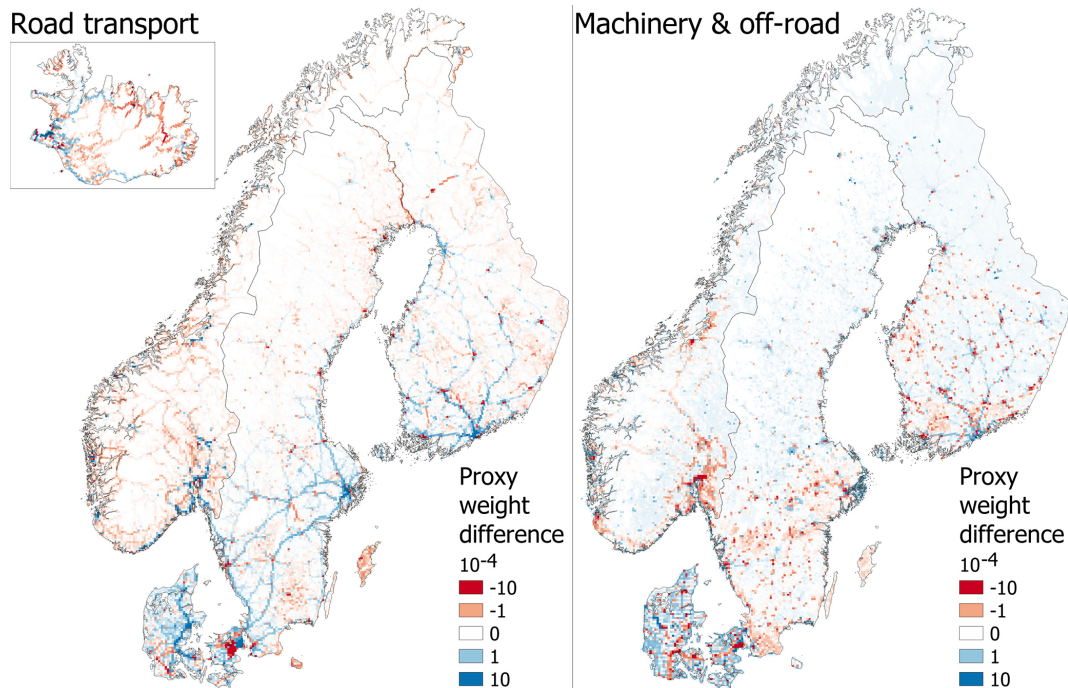 Road transport
Proxy
weight
difference
10-4
-10
-1
0
1
10
Machinery & off-road
Proxy
weight
difference
10-4
-10
-1
0
1
10